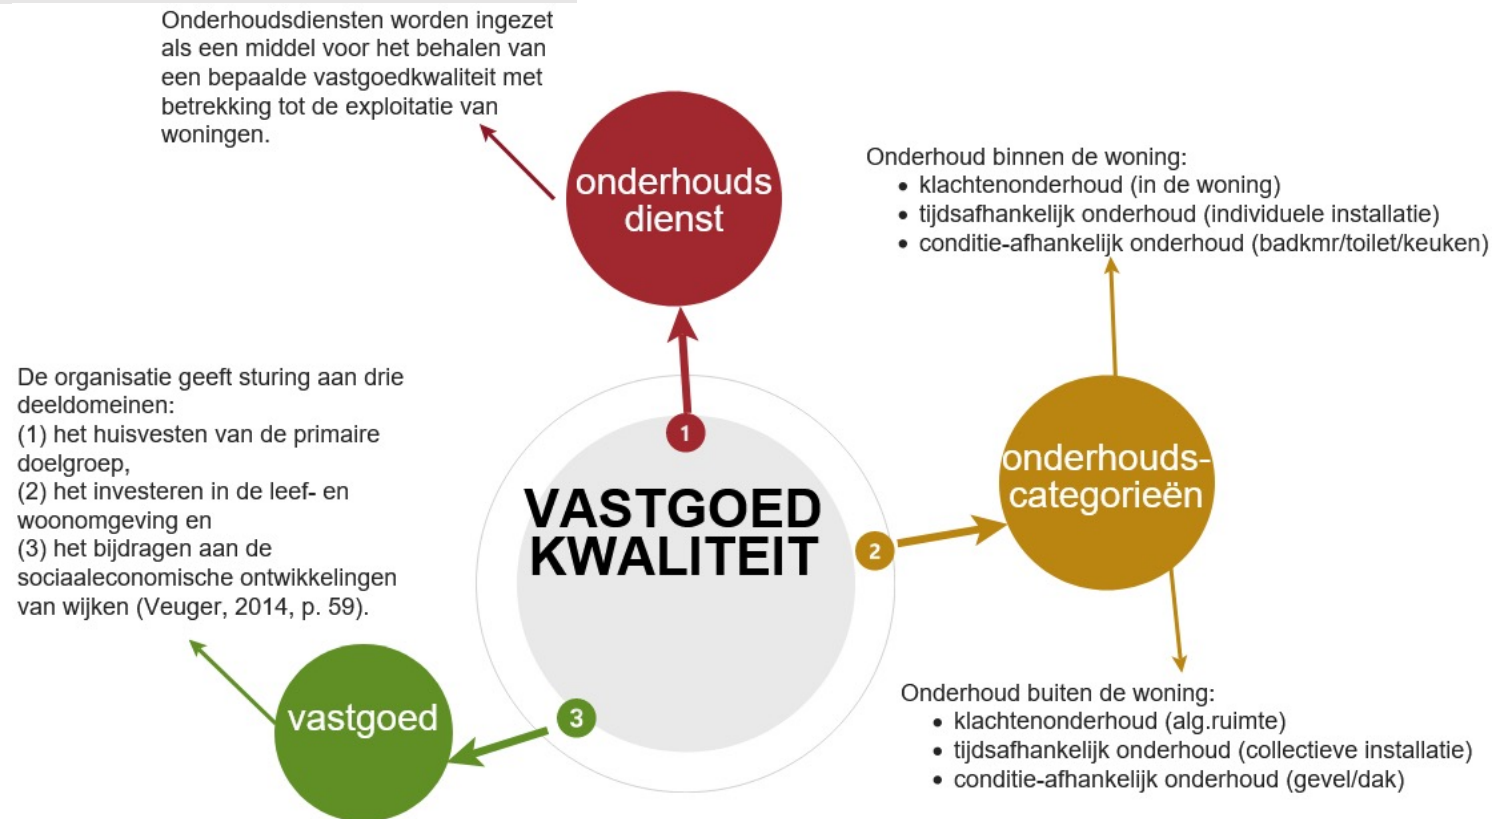 Onderhoudsdiensten worden ingezet
als een middel voor het behalen van
een bepaalde vastgoedkwaliteit met
betrekking tot de exploitatie van
woningen.
onderhouds
dienst
Onderhoud binnen de woning:
• klachtenonderhoud (in de woning)
• tijdsafhankelijk onderhoud (individuele installatie)
• conditie-afhankelijk onderhoud (badkmr/toilet/keuken)
De organisatie geeft sturing aan drie
deeldomeinen:
(1) het huisvesten van de primaire
doelgroep,
(2) het investeren in de leef- en
woonomgeving en
(3) het bijdragen aan de
sociaaleconomische ontwikkelingen
van wijken (Veuger, 2014, p. 59).
1
VASTGOED
KWALITEIT
2
onderhouds-
categorieën
3
vastgoed
Onderhoud buiten de woning:
• klachtenonderhoud (alg.ruimte)
• tijdsafhankelijk onderhoud (collectieve installatie)
• conditie-afhankelijk onderhoud (gevel/dak)